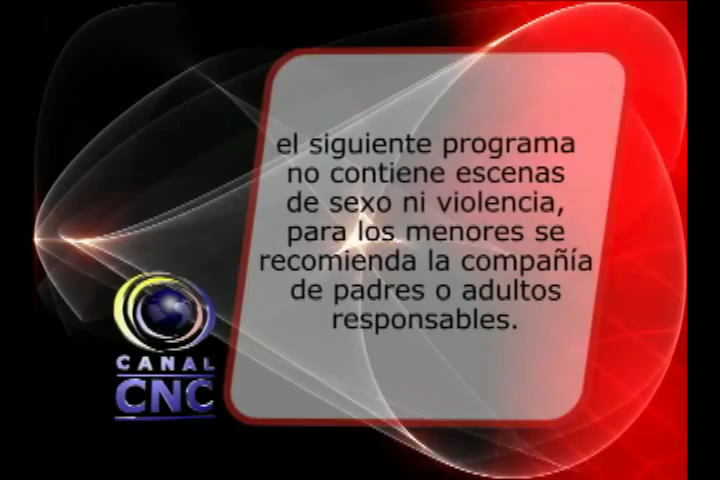 el siguiente programa
no contiene escenas
de sexo ni violencia,
para los menores se
recomienda la compañía
de padres o adultos
responsables.
CANAL
CNC